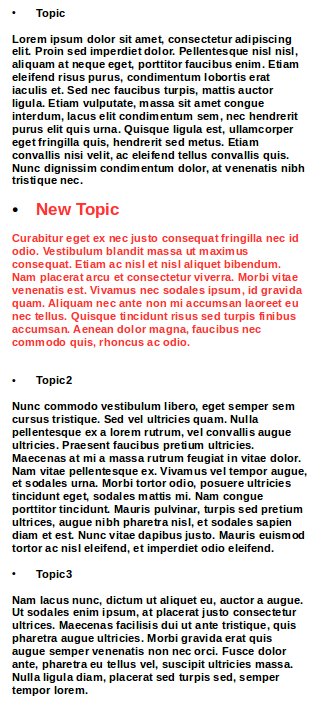 • Topic
Lorem ipsum dolor sit amet, consectetur adipiscing
elit. Proin sed imperdiet dolor. Pellentesque nisl nisl,
aliquam at neque eget, porttitor faucibus enim. Etiam
eleifend risus purus, condimentum lobortis erat
iaculis et. Sed nec faucibus turpis, mattis auctor
ligula. Etiam vulputate, massa sit amet congue
interdum, lacus elit condimentum sem, nec hendrerit
purus elit quis urna. Quisque ligula est, ullamcorper
eget fringilla quis, hendrerit sed metus. Etiam
convallis nisi velit, ac eleifend tellus convallis quis.
Nunc dignissim condimentum dolor, at venenatis nibh
tristique nec.
• New Topic
Curabitur eget ex nec justo consequat fringilla nec id
odio. Vestibulum blandit massa ut maximus
consequat. Etiam ac nisl et nisl aliquet bibendum.
Nam placerat arcu et consectetur viverra. Morbi vitae
venenatis est. Vivamus nec sodales ipsum, id gravida
quam. Aliquam nec ante non mi accumsan laoreet eu
nec tellus. Quisque tincidunt risus sed turpis finibus
accumsan. Aenean dolor magna, faucibus nec
commodo quis, rhoncus ac odio.
• Topic2
Nunc commodo vestibulum libero, eget semper sem
cursus tristique. Sed vel ultricies quam. Nulla
pellentesque ex a lorem rutrum, vel convallis augue
ultricies. Praesent faucibus pretium ultricies.
Maecenas at mi a massa rutrum feugiat in vitae dolor.
Nam vitae pellentesque ex. Vivamus vel tempor augue,
et sodales urna. Morbi tortor odio, posuere ultricies
tincidunt eget, sodales mattis mi. Nam congue
porttitor tincidunt. Mauris pulvinar, turpis sed pretium
ultrices, augue nibh pharetra nisl, et sodales sapien
diam et est. Nunc vitae dapibus justo. Mauris euismod
tortor ac nisl eleifend, et imperdiet odio eleifend.
• Topic3
Nam lacus nunc, dictum ut aliquet eu, auctor a augue.
Ut sodales enim ipsum, at placerat justo consectetur
ultrices. Maecenas facilisis dui ut ante tristique, quis
pharetra augue ultricies. Morbi gravida erat quis
augue semper venenatis non nec orci. Fusce dolor
ante, pharetra eu tellus vel, suscipit ultricies massa.
Nulla ligula diam, placerat sed turpis sed, semper
tempor lorem.